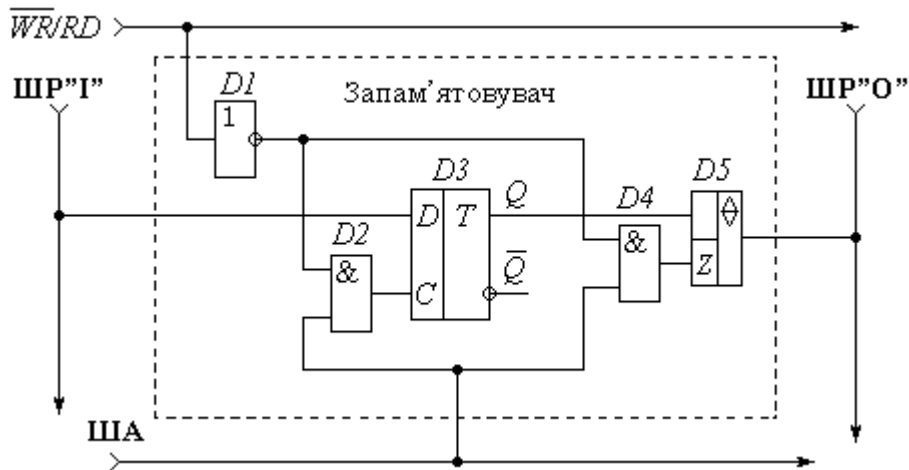 WR/RD
ШР”I” ШР”O”
D1 Запам’ятовувач
1
D3 D5
Q D4
D T
D2 &
& Q
C Z
ША